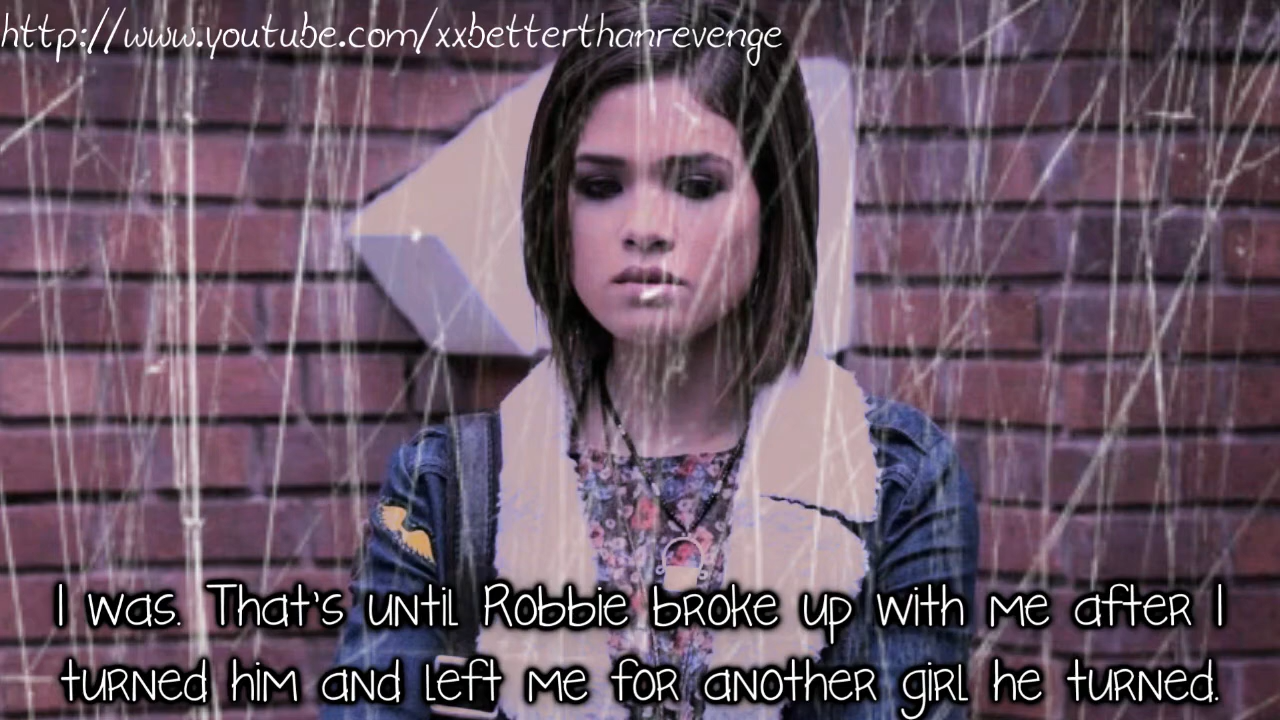 http://www.youtube.com/xxbetterthanrevenge
I was. That's until Robbie broke up with me after I
turned him and left me for another girl he turned.